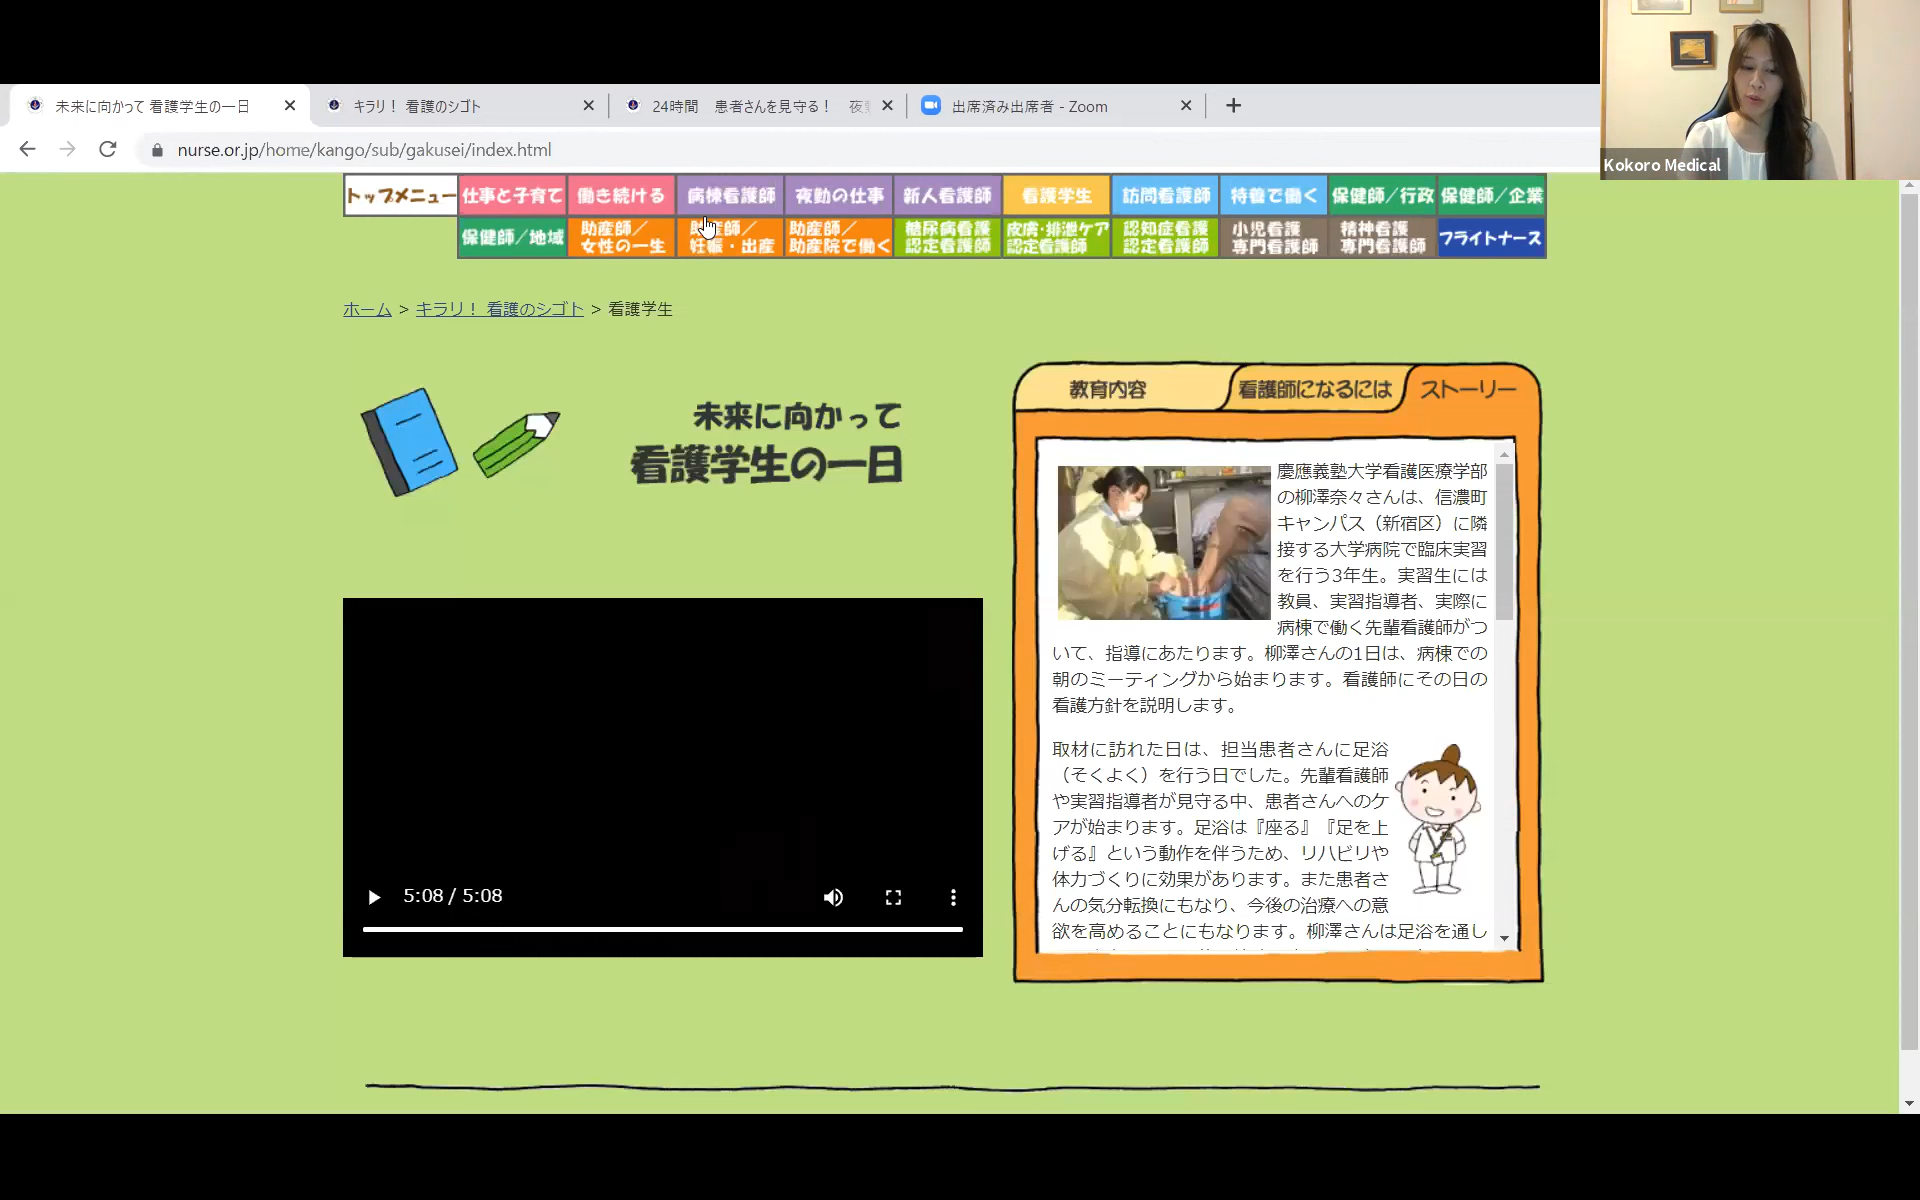 未来に向かって 看護学生の一日
キラリ！ 看護のシゴト
24時間 患者さんを見守る！
出席済み出席者 - Zoom
nurse.or.jp/home/kango/sub/gakusei/index.html
Kokoro Medical
トップメニュー 仕事と子育て 働き続ける 病棟看護師 夜勤の仕事 新人看護師 看護学生 訪問看護師 特養で働く 保健師／行政 保健師／企業
保健師／地域 助産師／ 助産師／ 助産師／ 糖尿病看護 皮膚・排泄ケア 認知症看護 小児看護 精神看護 フライトナース
女性の一生 妊娠・出産 助産院で働く 認定看護師 認定看護師 認定看護師 専門看護師 専門看護師
ホーム > キラリ！ 看護のシゴト > 看護学生
未来に向かって
看護学生の一日
5:08 / 5:08
教育内容 看護師になるには ストーリー
慶應義塾大学看護医療学部
の柳澤奈々さんは、信濃町
キャンパス（新宿区）に隣
接する大学病院で臨床実習
を行う3年生。実習生には
教員、実習指導者、実際に
病棟で働く先輩看護師がつ
いて、指導にあたります。柳澤さんの1日は、病棟での
朝のミーティングから始まります。看護師にその日の
看護方針を説明します。
取材に訪れた日は、担当患者さんに足浴
（そくよく）を行う日でした。先輩看護師
や実習指導者が見守る中、患者さんへのケ
アが始まります。足浴は『座る』『足を上
げる』という動作を伴うため、リハビリや
体力づくりに効果があります。また患者さ
んの気分転換にもなり、今後の治療への意
欲を高めることにもなります。柳澤さんは足浴を通し